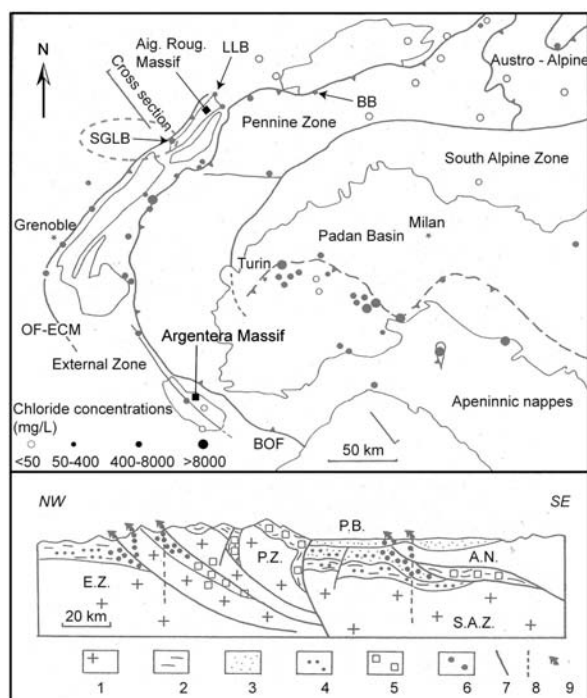 N
Aig. Roug.
Massif
LLB
Austro - Alpine
Cross section
BB
Pennine Zone
SGLB
South Alpine Zone
Grenoble
Milan
Padan Basin
Turin
OF-ECM
Argentera Massif
External Zone
Chloride concentrations
(mg/L)
Apeninnic nappes
BOF
50 km
<50 50-400 400-8000 >8000
NW
SE
P.B.
P.Z.
A.N.
E.Z.
S.A.Z.
20 km
1 2 3 4 5 6 7 8 9